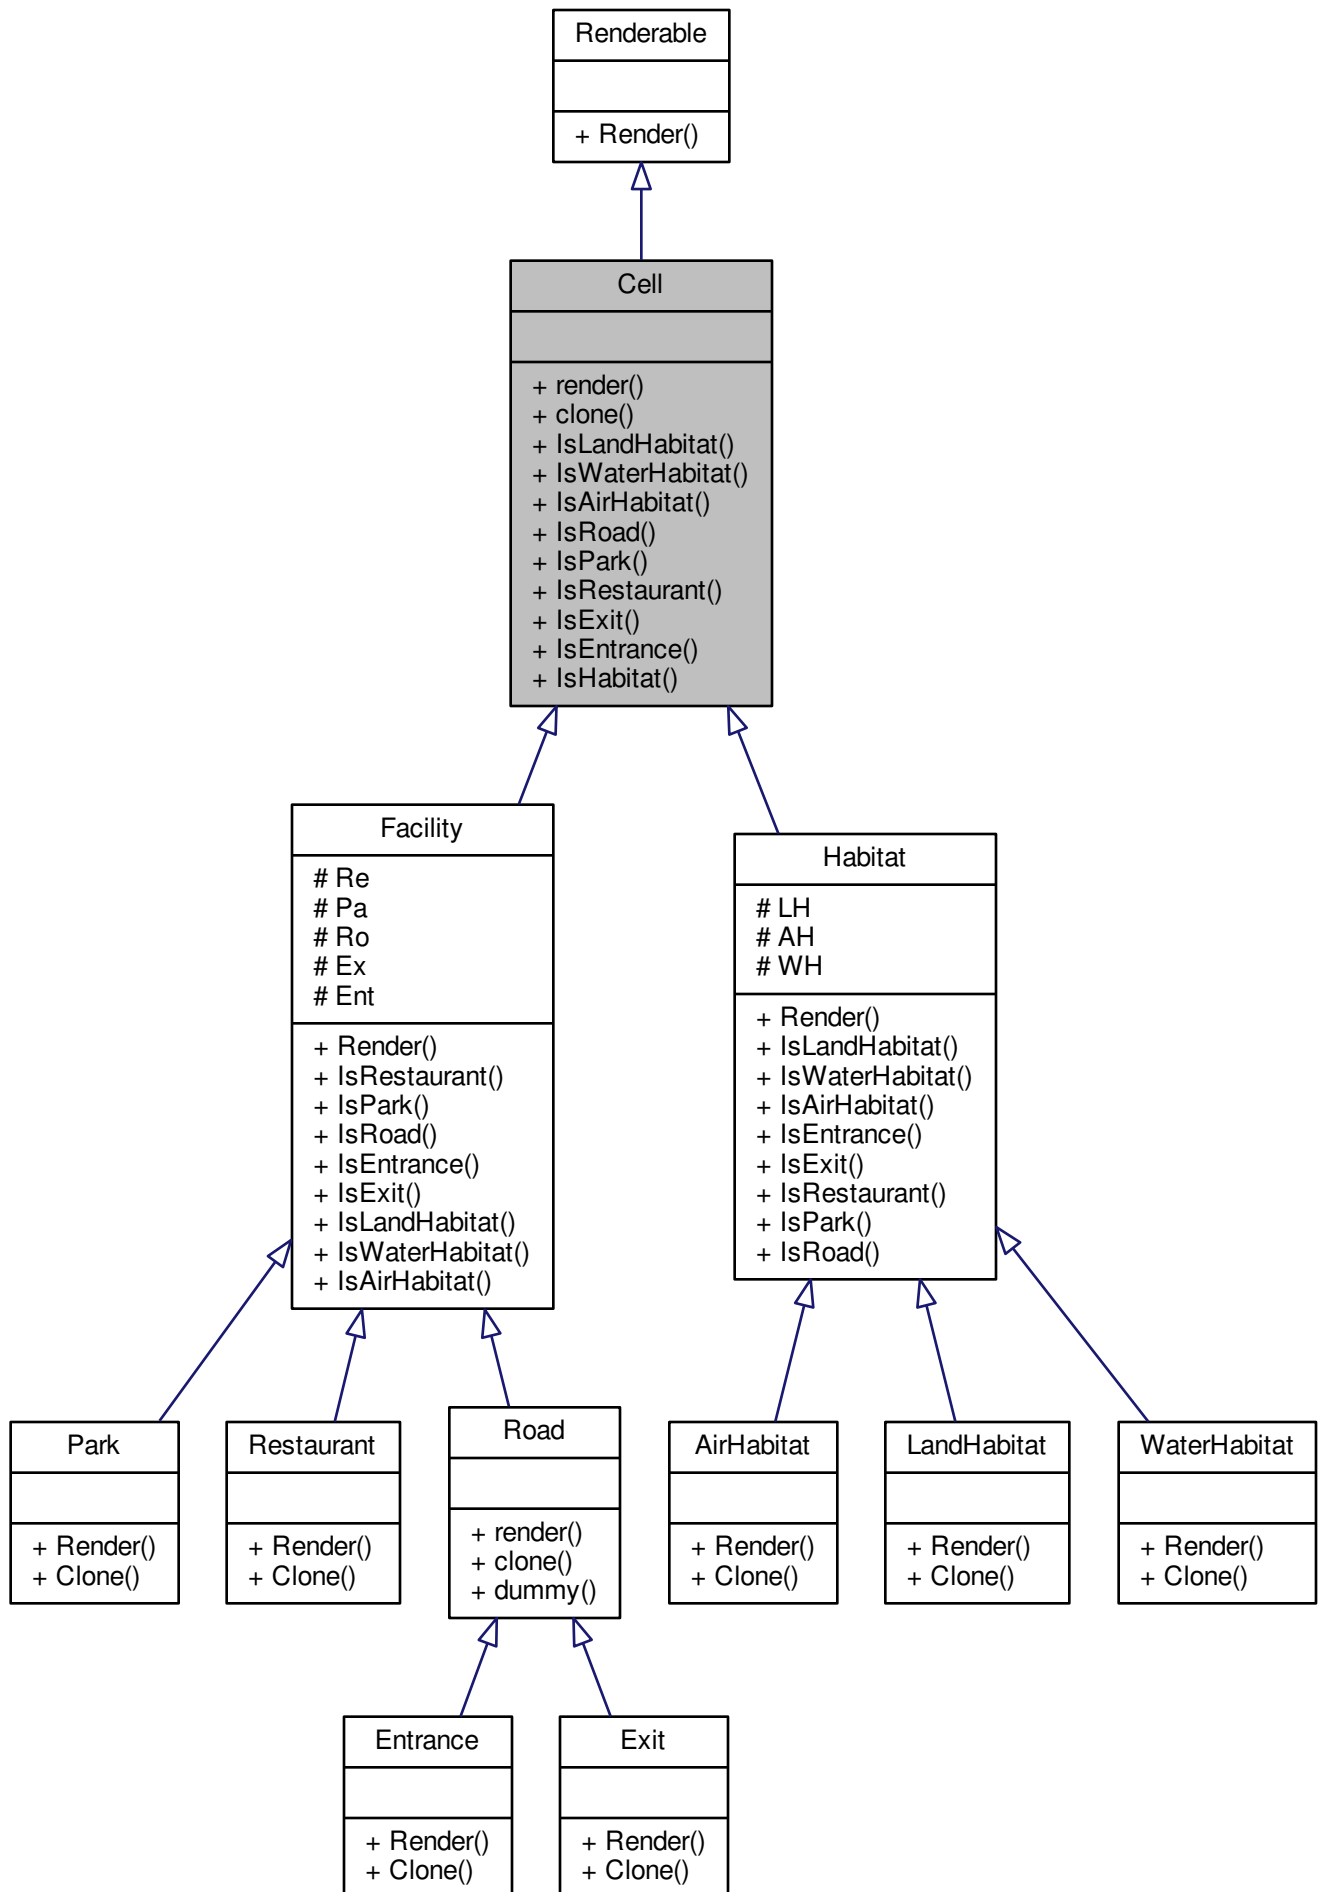 Renderable
+ Render()
Cell
+ render()
+ clone()
+ IsLandHabitat()
+ IsWaterHabitat()
+ IsAirHabitat()
+ IsRoad()
+ IsPark()
+ IsRestaurant()
+ IsExit()
+ IsEntrance()
+ IsHabitat()
Facility
# Re
# Pa
# Ro
# Ex
# Ent
+ Render()
+ IsRestaurant()
+ IsPark()
+ IsRoad()
+ IsEntrance()
+ IsExit()
+ IsLandHabitat()
+ IsWaterHabitat()
+ IsAirHabitat()
Habitat
# LH
# AH
# WH
+ Render()
+ IsLandHabitat()
+ IsWaterHabitat()
+ IsAirHabitat()
+ IsEntrance()
+ IsExit()
+ IsRestaurant()
+ IsPark()
+ IsRoad()
Park
+ Render()
+ Clone()
Restaurant
+ Render()
+ Clone()
Road
+ render()
+ clone()
+ dummy()
AirHabitat
+ Render()
+ Clone()
LandHabitat
+ Render()
+ Clone()
WaterHabitat
+ Render()
+ Clone()
Entrance
+ Render()
+ Clone()
Exit
+ Render()
+ Clone()